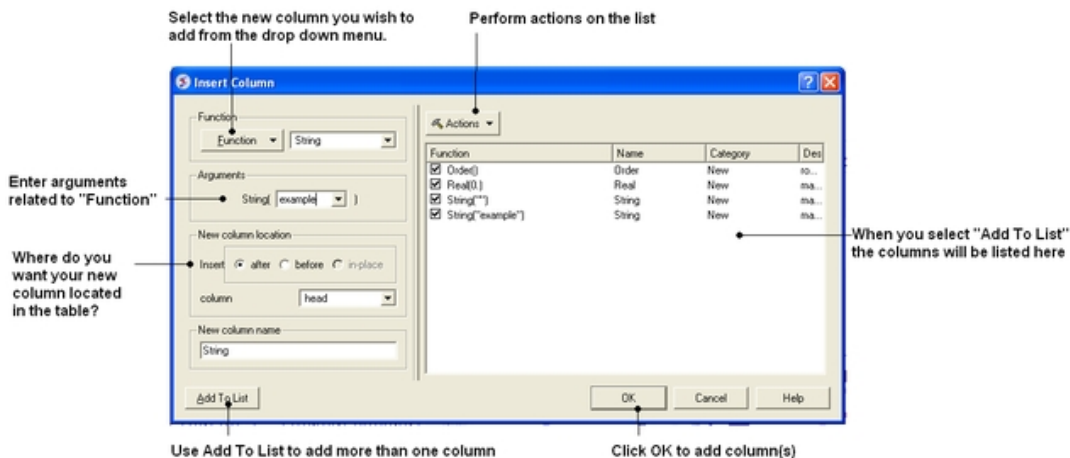 Select the new column you wish to
add from the drop down menu.
Perform actions on the list
Insert Column
Function
Function
String
Actions
Arguments
Enter arguments
related to "Function"
String( example )
New column location
Where do you
want your new
column located
in the table?
Insert after before in-place
column head
New column name
String
Function Name Category Des
Order() Order New ro...
Real(0.) Real New ma...
String("") String New ma...
String("example") String New ma...
When you select "Add To List"
the columns will be listed here
Add To List
OK
Cancel
Help
Use Add To List to add more than one column
Click OK to add column(s)